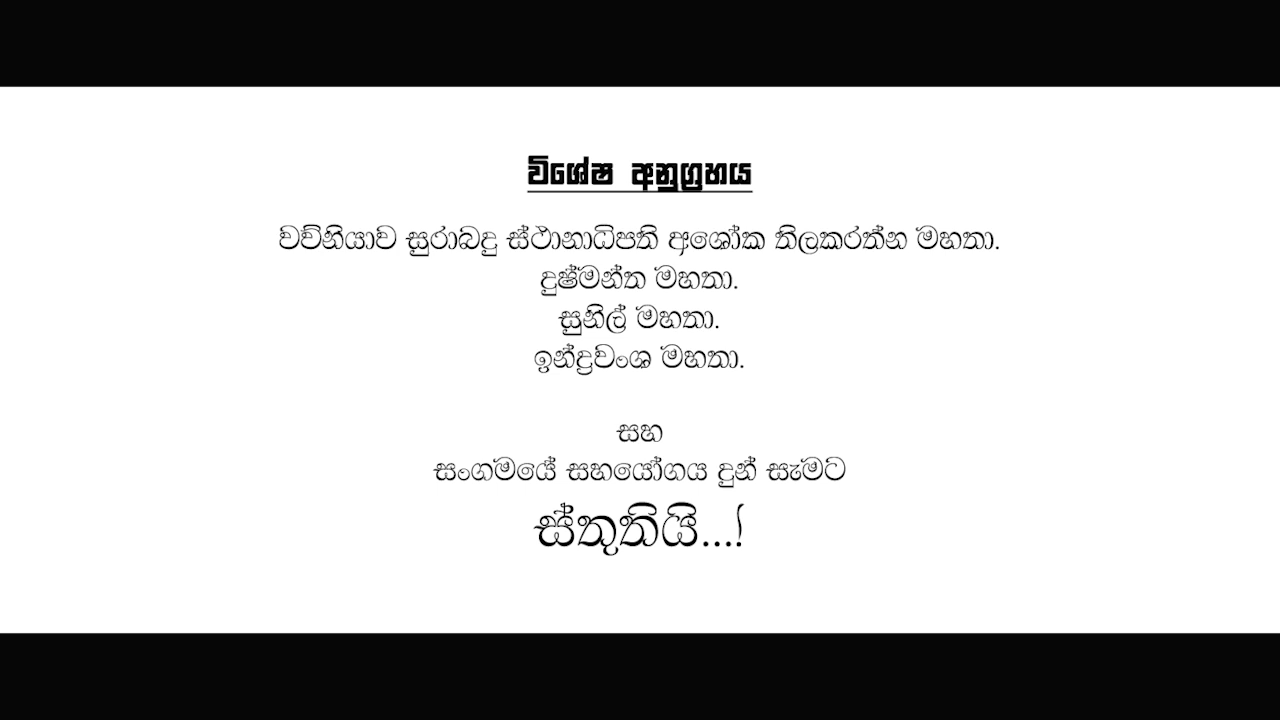 විශේෂ අනුග්‍රහය
වව්නියාව සුරාබදු ස්ථානාධිපති අශෝක තිලකරත්න මහතා.
දුෂ්මන්ත මහතා.
සුනිල් මහතා.
ඉන්ද්‍රවංශ මහතා.
සහ
සංගමයේ සහයෝගය දුන් සැමට
ස්තූතියි...!